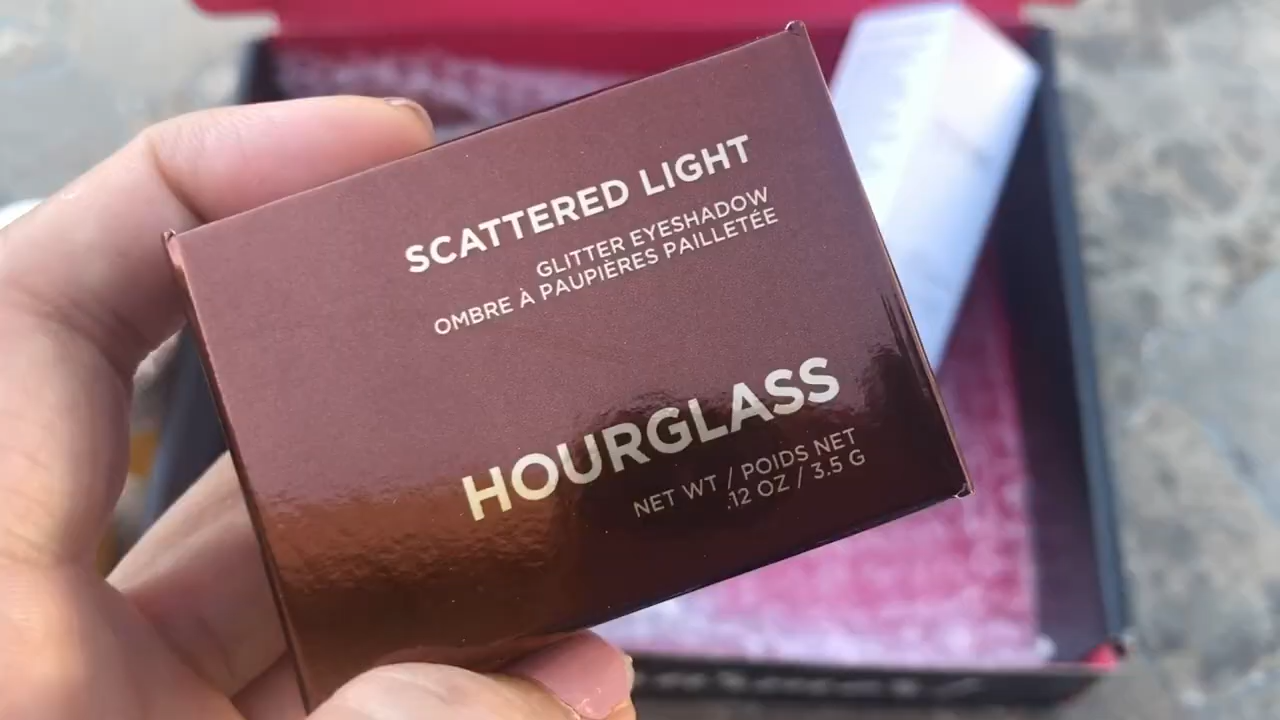 SCATTERED LIGHT
GLITTER EYESHADOW
OMBRE À PAUPIÈRES PAILLETÉE
HOURGLASS
NET WT / POIDS NET
.12 OZ / 3.5 G